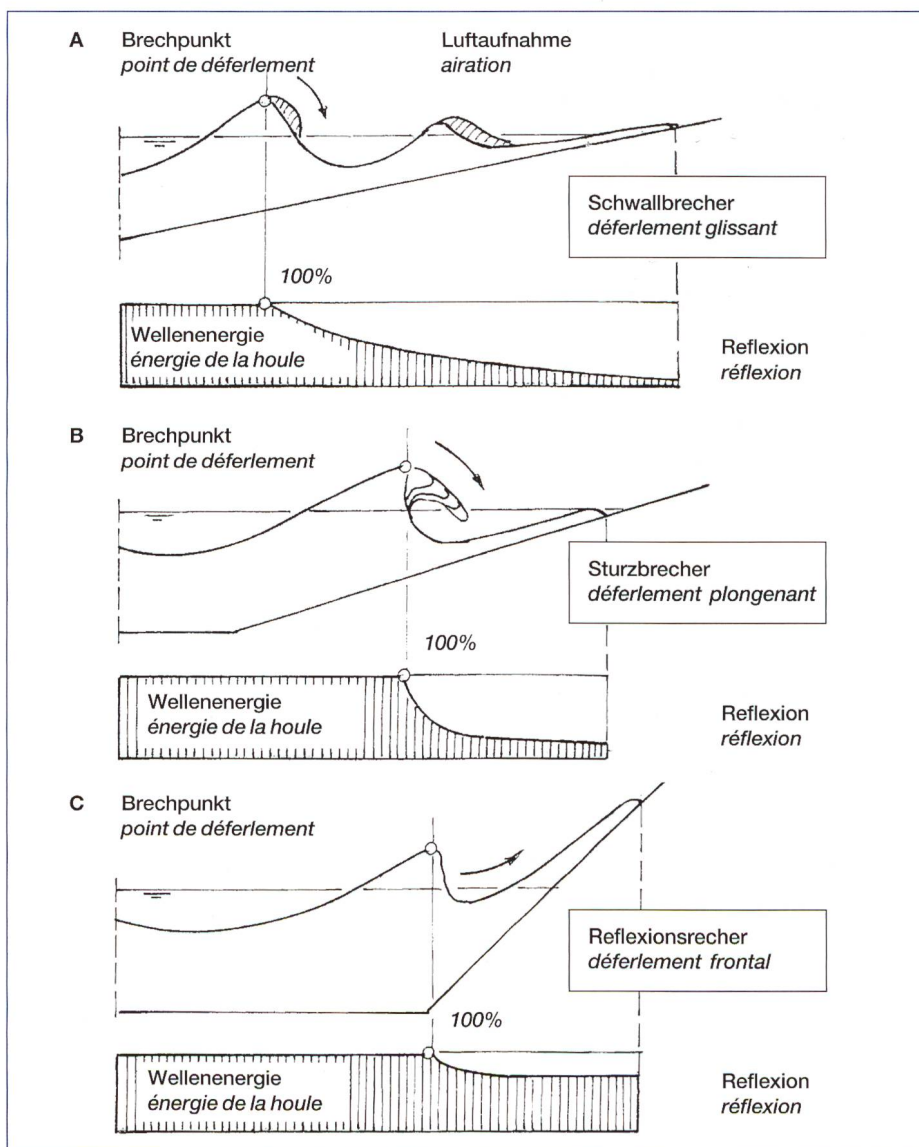 A Brechpunkt
point de déferlement
Luftaufnahme
airation
Schwallbrecher
déferlement glissant
100%
Wellenenergie
énergie de la houle
Reflexion
réflexion
B Brechpunkt
point de déferlement
Sturzbrecher
déferlement plongenant
100%
Wellenenergie
énergie de la houle
Reflexion
réflexion
C Brechpunkt
point de déferlement
Reflexionsrecher
déferlement frontal
100%
Wellenenergie
énergie de la houle
Reflexion
réflexion